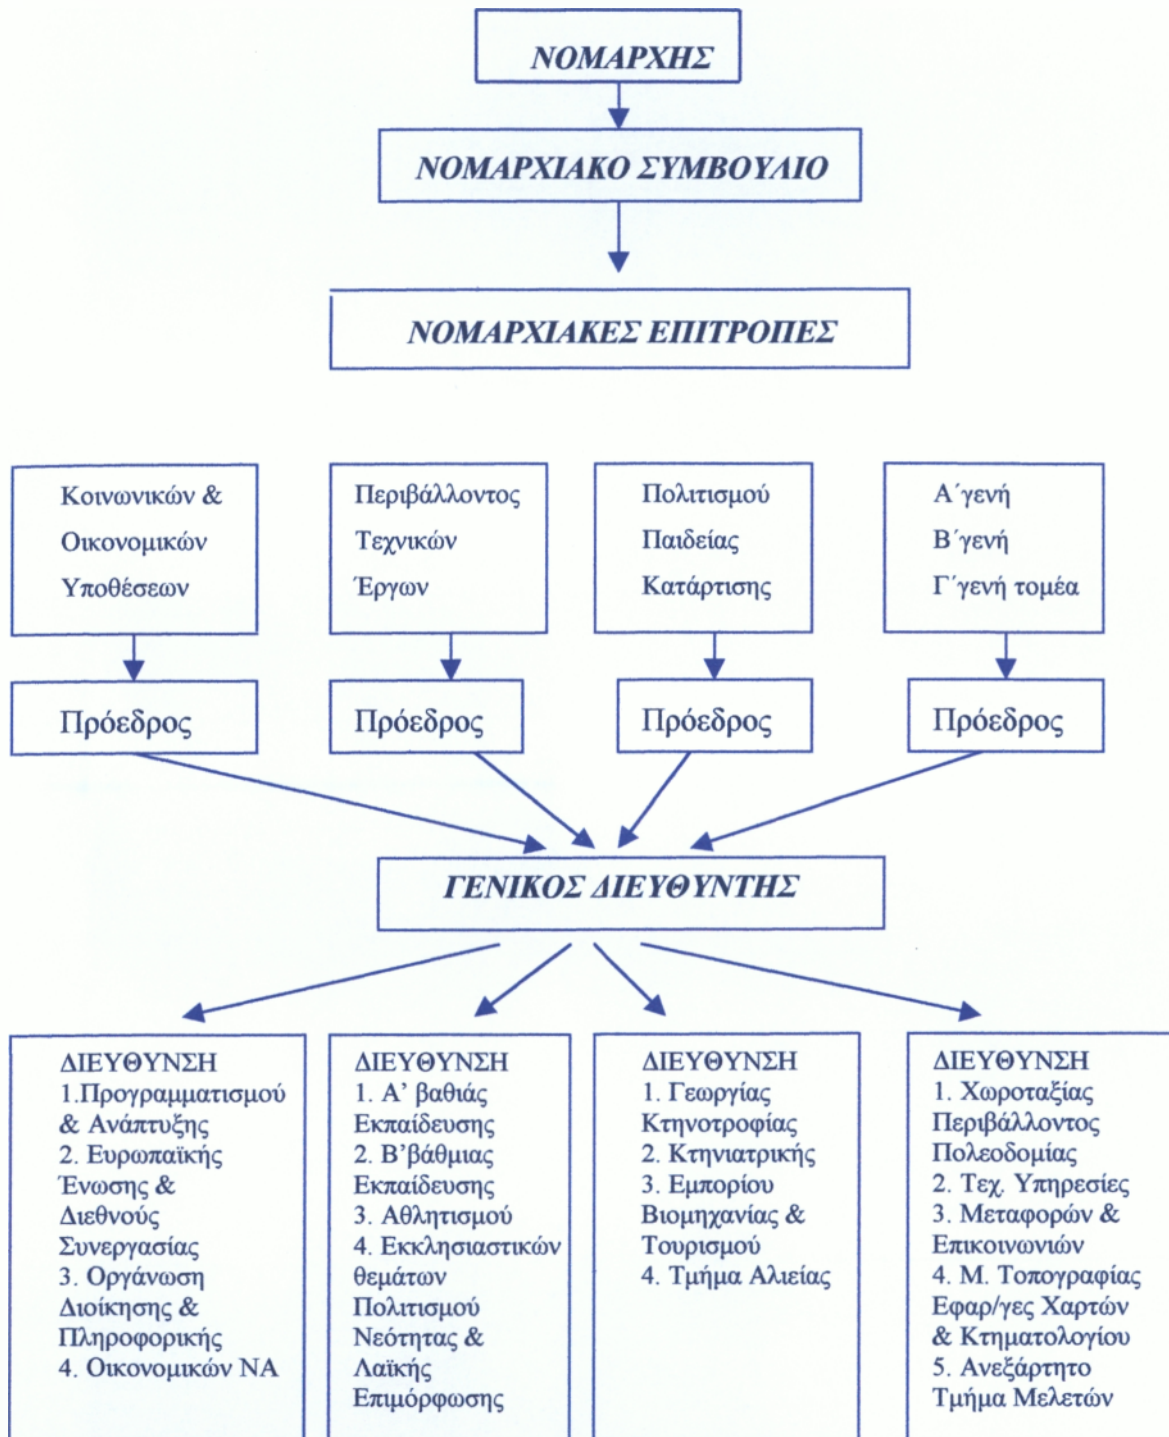 ΝΟΜΑΡΧΗΣ
ΝΟΜΑΡΧΙΑΚΟ ΣΥΜΒΟΥΛΙΟ
ΝΟΜΑΡΧΙΑΚΕΣ ΕΠΙΤΡΟΠΕΣ
Κοινωνικών &
Οικονομικών
Υποθέσεων
Περιβάλλοντος
Τεχνικών
Έργων
Πολιτισμού
Παιδείας
Κατάρτισης
Α΄γενή
Β΄γενή
Γ΄γενή τομέα
Πρόεδρος
Πρόεδρος
Πρόεδρος
Πρόεδρος
ΓΕΝΙΚΟΣ ΔΙΕΥΘΥΝΤΗΣ
ΔΙΕΥΘΥΝΣΗ
1.Προγραμματισμού
& Ανάπτυξης
2. Ευρωπαϊκής
Ένωσης &
Διεθνούς
Συνεργασίας
3. Οργάνωση
Διοίκησης &
Πληροφορικής
4. Οικονομικών ΝΑ
ΔΙΕΥΘΥΝΣΗ
1. Α' βαθιάς
Εκπαίδευσης
2. Β'βάθμιας
Εκπαίδευσης
3. Αθλητισμού
4. Εκκλησιαστικών
θεμάτων
Πολιτισμού
Νεότητας &
Λαϊκής
Επιμόρφωσης
ΔΙΕΥΘΥΝΣΗ
1. Γεωργίας
Κτηνοτροφίας
2. Κτηνιατρικής
3. Εμπορίου
Βιομηχανίας &
Τουρισμού
4. Τμήμα Αλιείας
ΔΙΕΥΘΥΝΣΗ
1. Χωροταξίας
Περιβάλλοντος
Πολεοδομίας
2. Τεχ. Υπηρεσίες
3. Μεταφορών &
Επικοινωνιών
4. Μ. Τοπογραφίας
Εφαρ/γες Χαρτών
& Κτηματολογίου
5. Ανεξάρτητο
Τμήμα Μελετών